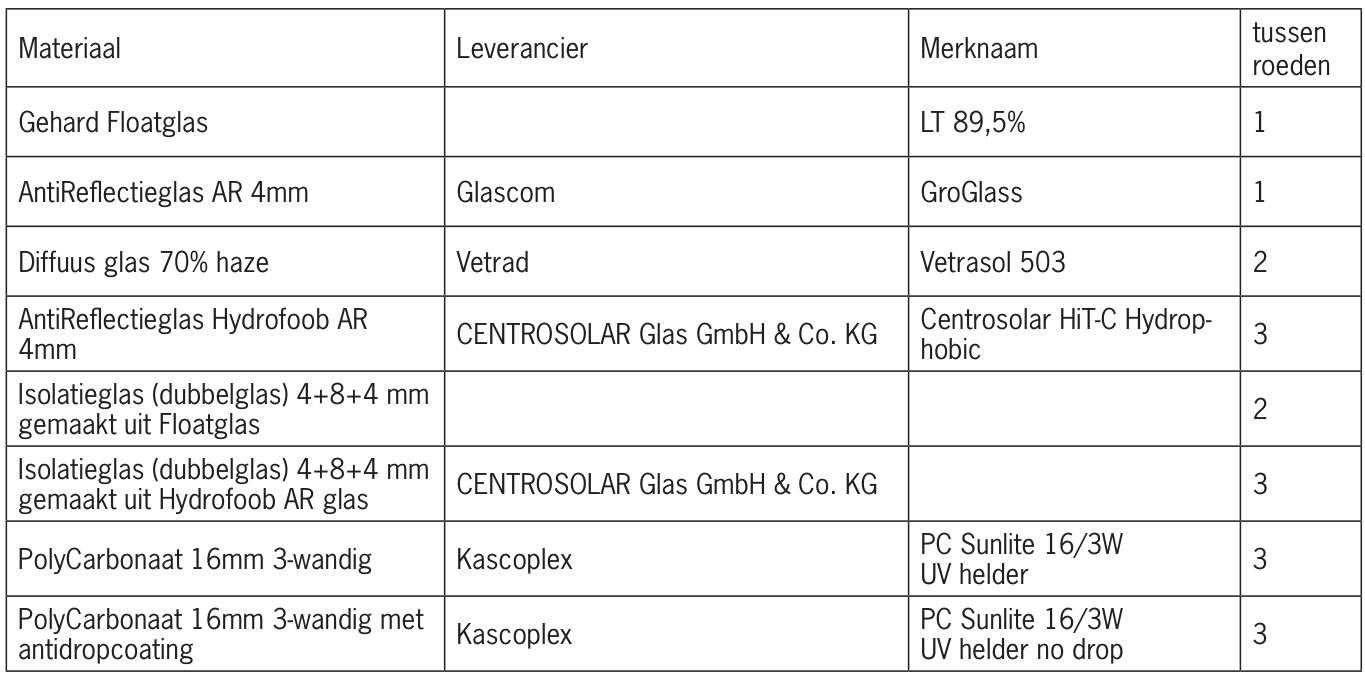 Materiaal Leverancier Merknaam tussen roeden
Gehard Floatglas LT 89,5% 1
AntiReflectieglas AR 4mm Glascom GroGlass 1
Diffuus glas 70% haze Vetrad Vetrasol 503 2
AntiReflectieglas Hydrofoob AR
4mm
CENTROSOLAR Glas GmbH & Co. KG
Centrosolar HiT-C Hydrop-
hobic
3
Isolatieglas (dubbelglas) 4+8+4 mm
gemaakt uit Floatglas
2
Isolatieglas (dubbelglas) 4+8+4 mm
gemaakt uit Hydrofoob AR glas
CENTROSOLAR Glas GmbH & Co. KG
3
PolyCarbonaat 16mm 3-wandig
Kascoplex
PC Sunlite 16/3W
UV helder
3
PolyCarbonaat 16mm 3-wandig met
antidropcoating
Kascoplex
PC Sunlite 16/3W
UV helder no drop
3